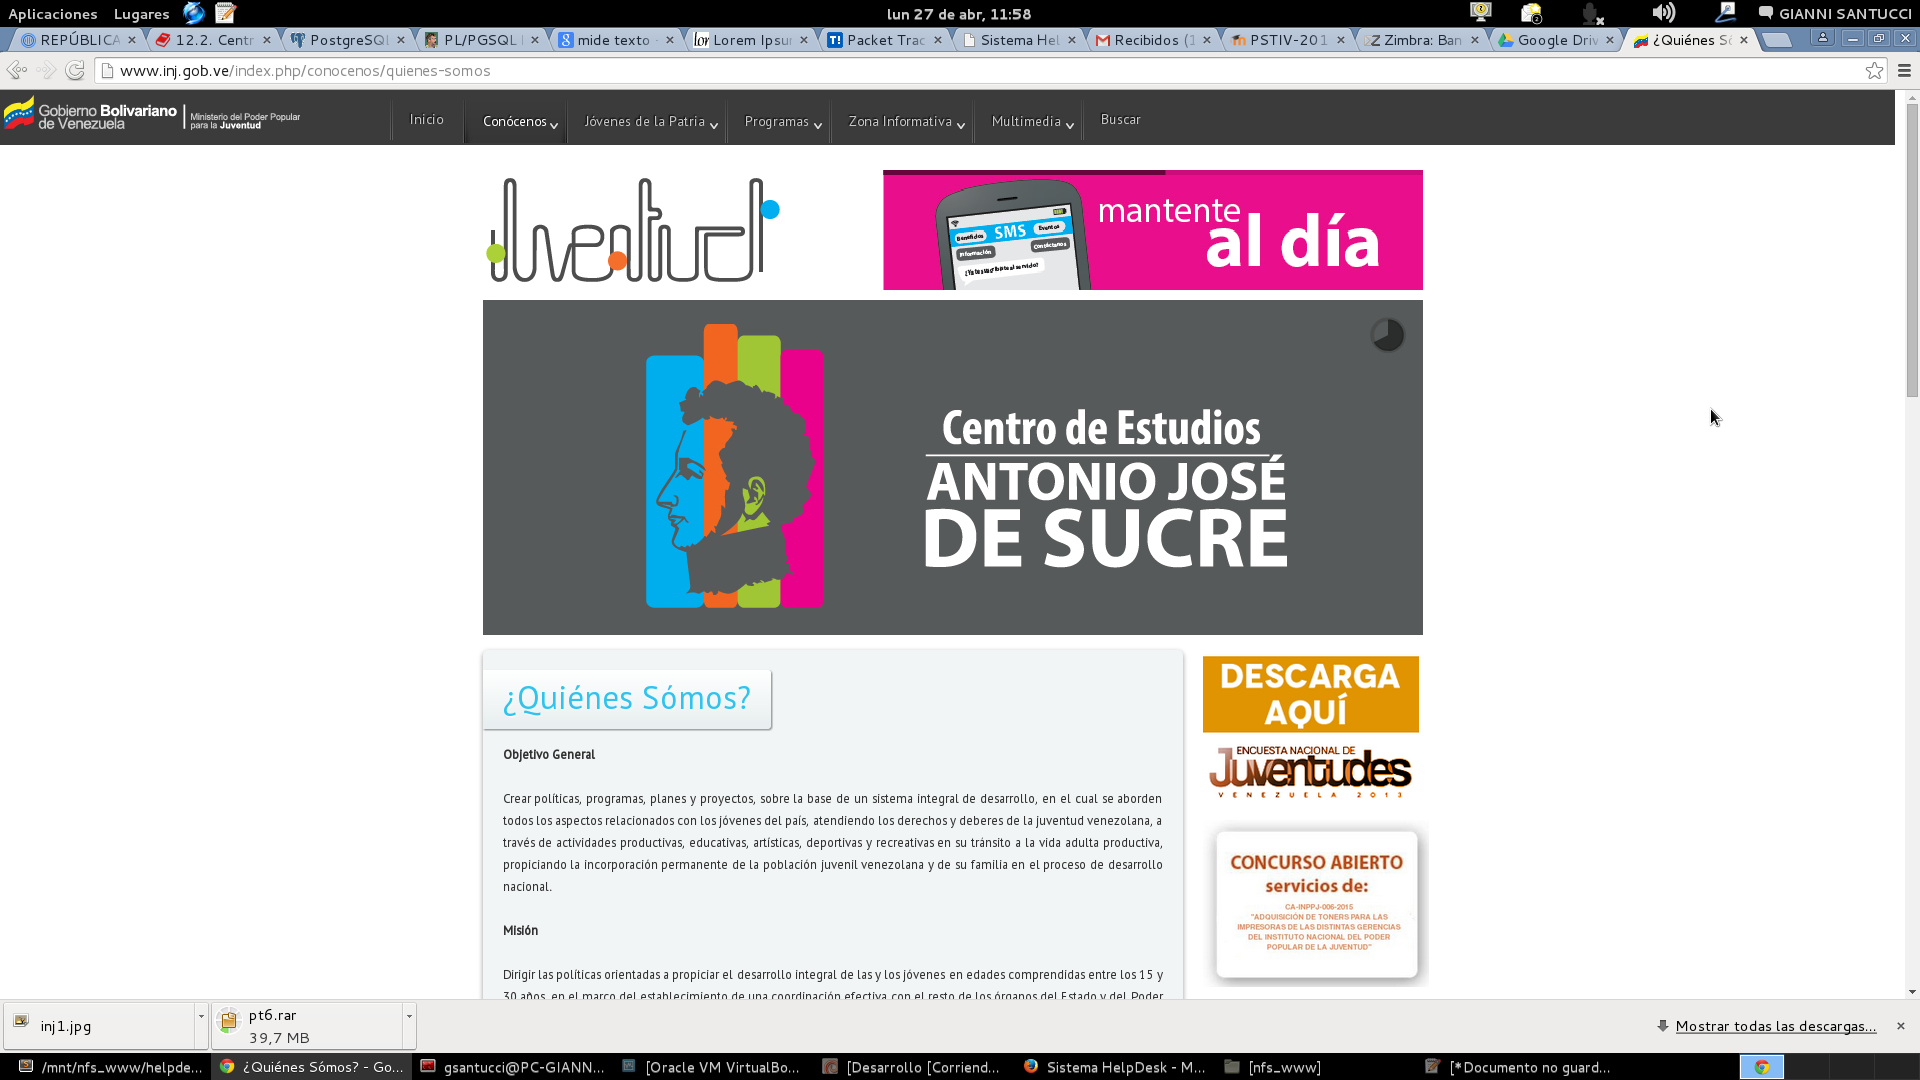 Aplicaciones Lugares
lun 27 de abr, 11:58
GIANNI SANTUCCI
REPÚBLICA
12.2. Centr
PostgreSQL
PL/PGSQL
mide texto -
Lorem Ipsu
Packet Trac
Sistema Hel
Recibidos (1
PSTIV-201
Zimbra: Ban
Google Driv
¿Quiénes S
www.inj.gob.ve/index.php/conocenos/quienes-somos
Gobierno Bolivariano
de Venezuela
Ministerio del Poder Popular
para la Juventud
Inicio
Conócenos
Jóvenes de la Patria
Programas
Zona Informativa
Multimedia
Buscar
Juventud
Beneficios SMS Eventos
Información Contáctanos
mantente
al día
Centro de Estudios
ANTONIO JOSÉ
DE SUCRE
¿Quiénes Sómos?
Objetivo General
Crear políticas, programas, planes y proyectos, sobre la base de un sistema integral de desarrollo, en el cual se aborden
todos los aspectos relacionados con los jóvenes del país, atendiendo los derechos y deberes de la juventud venezolana, a
través de actividades productivas, educativas, artísticas, deportivas y recreativas en su tránsito a la vida adulta productiva,
propiciando la incorporación permanente de la población juvenil venezolana y de su familia en el proceso de desarrollo
nacional.
Misión
Dirigir las políticas orientadas a propiciar el desarrollo integral de las y los jóvenes en edades comprendidas entre los 15 y
30 años, en el marco del establecimiento de una coordinación efectiva con el resto de los órganos del Estado y del Poder
DESCARGA
AQUÍ
ENCUESTA NACIONAL DE
Juventudes
VENEZUELA 2013
CONCURSO ABIERTO
servicios de:
CA-INPPJ-006-2015
"ADQUISICIÓN DE TONERS PARA LAS
IMPRESORAS DE LAS DISTINTAS GERENCIAS
DEL INSTITUTO NACIONAL DEL PODER
POPULAR DE LA JUVENTUD"
inj1.jpg
pt6.rar
39,7 MB
Mostrar todas las descargas...
/mnt/nfs_www/helpde...
¿Quiénes Sómos? - Go...
gsantucci@PC-GIANN...
[Oracle VM VirtualBo...
[Desarrollo [Corriend...
Sistema HelpDesk - M...
[nfs_www]
[*Documento no guard...